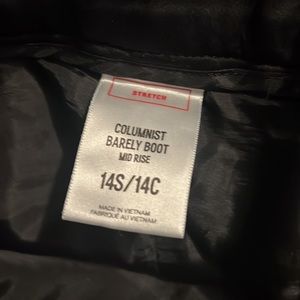 STRETCH
COLUMNIST
BARELY BOOT
MID RISE
14S/14C
MADE IN VIETNAM
FABRIQUÉ AU VIETNAM